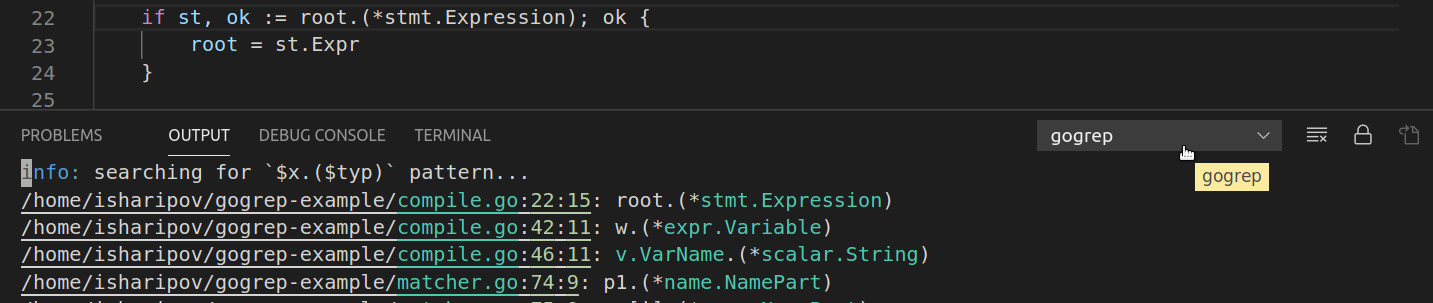 22 if st, ok := root.(*stmt.Expression); ok {
23 root = st.Expr
24 }
25
PROBLEMS OUTPUT DEBUG CONSOLE TERMINAL gogrep
gogrep
info: searching for `$x.($typ)` pattern...
/home/isharipov/gogrep-example/compile.go:22:15: root.(*stmt.Expression)
/home/isharipov/gogrep-example/compile.go:42:11: w.(*expr.Variable)
/home/isharipov/gogrep-example/compile.go:46:11: v.VarName.(*scalar.String)
/home/isharipov/gogrep-example/matcher.go:74:9: p1.(*name.NamePart)